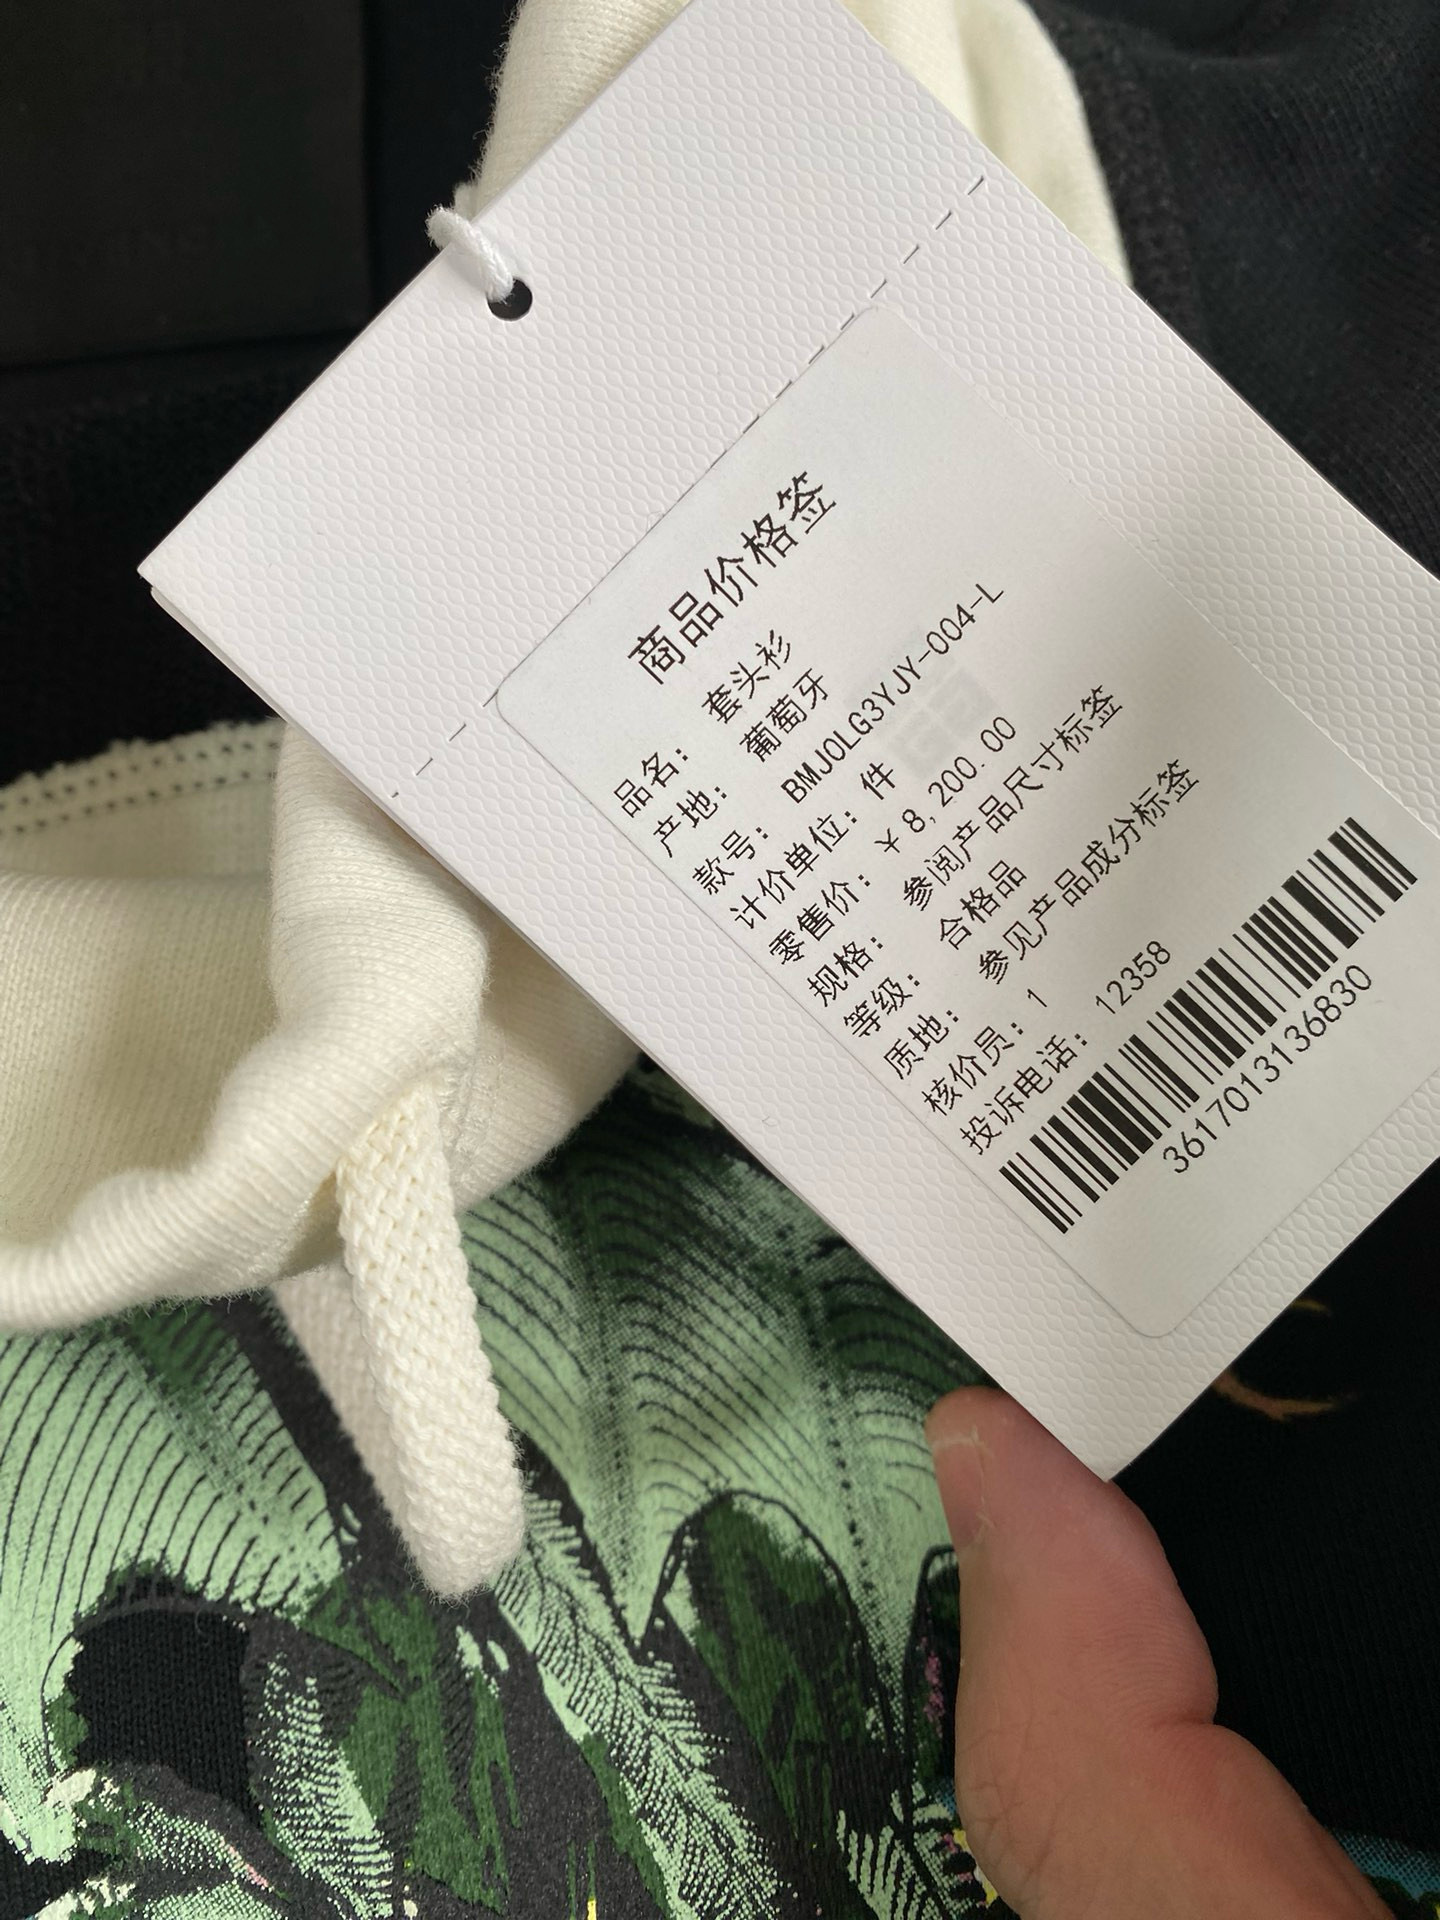 商品价格签
品名: 套头衫
产地: 葡萄牙
款号: BMJ0LG3YJY-004-L
计价单位: 件
零售价: ¥8,200.00
规格: 参阅产品尺寸标签
等级: 合格品
质地: 参见产品成分标签
核价员: 1
投诉电话: 12358
3617013136830